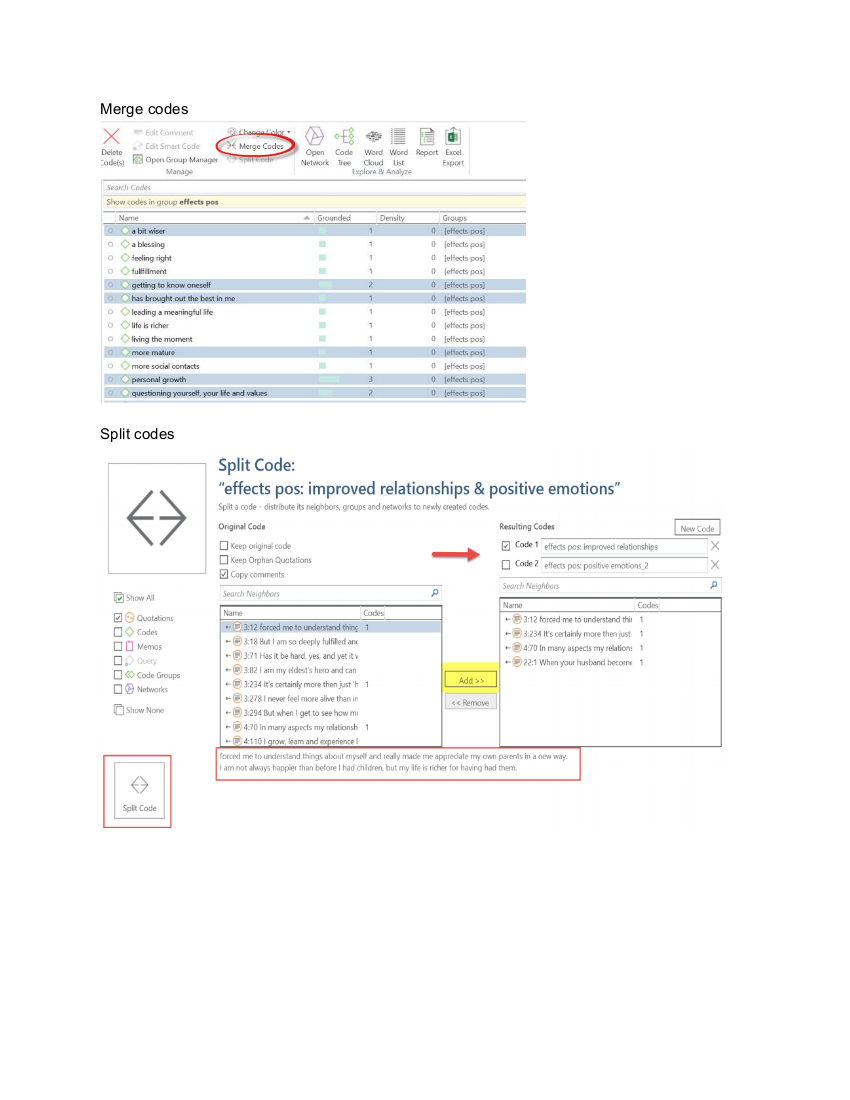 Merge codes
Delete Code(s)
Edit Comment
Edit Smart Code
Open Group Manager
Change Color
Merge Codes
Split Code
Manage
Open Network
Code Tree
Word Cloud
Word List
Report
Excel Export
Explore & Analyze
Search Codes
Show codes in group effects pos
Name Grounded Density Groups
a bit wiser 1 0 [effects pos]
a blessing 1 0 [effects pos]
feeling right 1 0 [effects pos]
fullfillment 1 0 [effects pos]
getting to know oneself 2 0 [effects pos]
has brought out the best in me 1 0 [effects pos]
leading a meaningful life 1 0 [effects pos]
life is richer 1 0 [effects pos]
living the moment 1 0 [effects pos]
more mature 1 0 [effects pos]
more social contacts 1 0 [effects pos]
personal growth 3 0 [effects pos]
questioning yourself, your life and values 2 0 [effects pos]
Split codes
Split Code:
"effects pos: improved relationships & positive emotions"
Split a code – distribute its neighbors, groups and networks to newly created codes.
Show All
Quotations
Codes
Memos
Query
Code Groups
Networks
Show None
Split Code
Original Code
Keep original code
Keep Orphan Quotations
Copy comments
Search Neighbors
Name Codes
3:12 forced me to understand thing 1
3:18 But I am so deeply fulfilled and
3:71 Has it be hard, yes, and yet it v
3:82 I am my eldest's hero and can
3:234 It's certainly more then just 'h 1
3:278 I never feel more alive than in
3:294 But when I get to see how mu
4:70 In many aspects my relationsh 1
4:110 I grow, learn and experience l
forced me to understand things about myself and really made me appreciate my own parents in a new way.
I am not always happier than before I had children, but my life is richer for having had them.
Add >>
<< Remove
Resulting Codes
New Code
Code 1 effects pos: improved relationships
Code 2 effects pos: positive emotions_2
Search Neighbors
Name Codes
3:12 forced me to understand thi 1
3:234 It's certainly more then just 1
4:70 In many aspects my relations 1
22:1 When your husband become 1